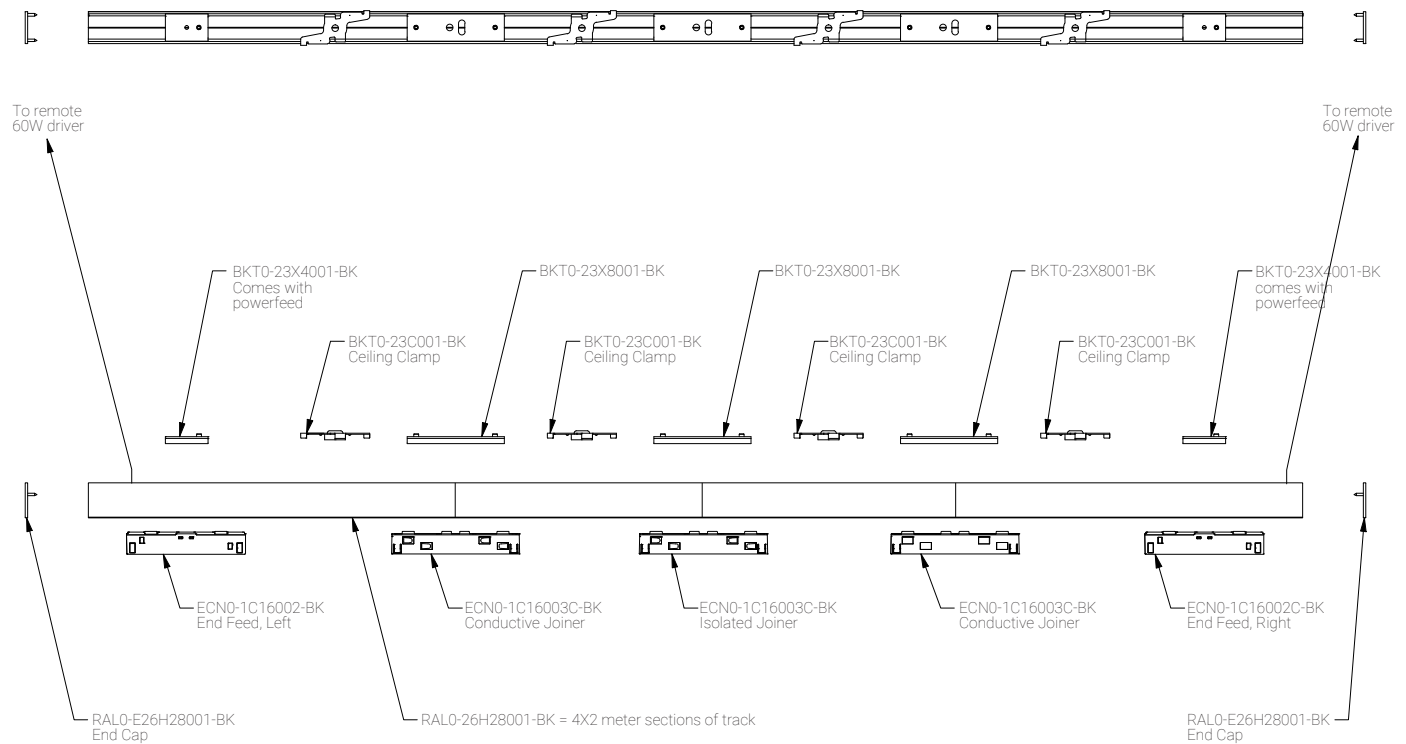 To remote
60W driver
To remote
60W driver
BKT0-23X4001-BK
Comes with
powerfeed
BKT0-23X8001-BK
BKT0-23X8001-BK
BKT0-23X8001-BK
BKT0-23X4001-BK
comes with
powerfeed
BKT0-23C001-BK
Ceiling Clamp
BKT0-23C001-BK
Ceiling Clamp
BKT0-23C001-BK
Ceiling Clamp
BKT0-23C001-BK
Ceiling Clamp
ECN0-1C16002-BK
End Feed, Left
ECN0-1C16003C-BK
Conductive Joiner
ECN0-1C16003C-BK
Isolated Joiner
ECN0-1C16003C-BK
Conductive Joiner
ECN0-1C16002C-BK
End Feed, Right
RAL0-E26H28001-BK
End Cap
RAL0-26H28001-BK = 4X2 meter sections of track
RAL0-E26H28001-BK
End Cap